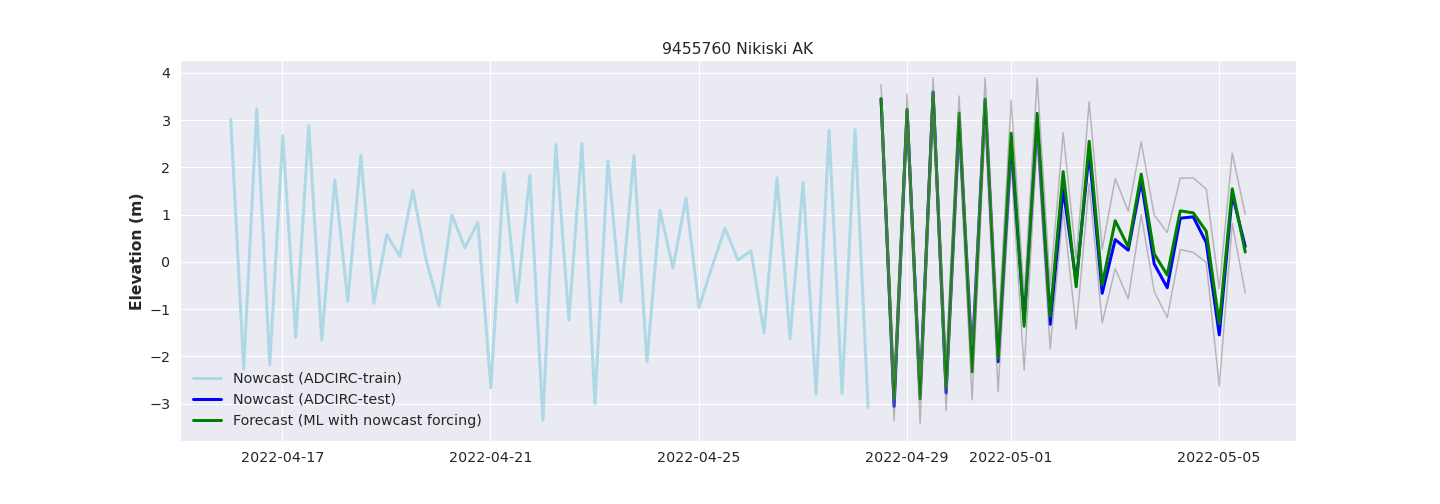 9455760 Nikiski AK
Elevation (m)
4
3
2
1
0
−1
−2
−3
Nowcast (ADCIRC-train)
Nowcast (ADCIRC-test)
Forecast (ML with nowcast forcing)
2022-04-17
2022-04-21
2022-04-25
2022-04-29
2022-05-01
2022-05-05